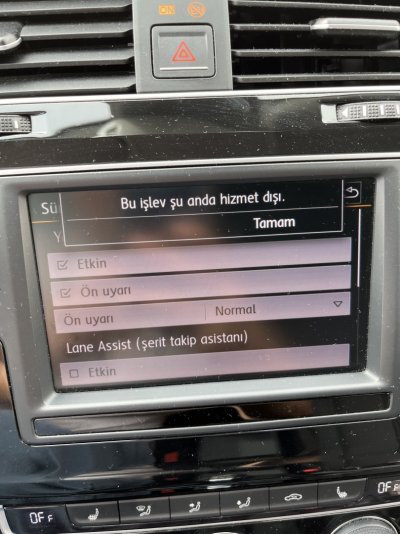 ON
Bu işlev şu anda hizmet dışı.
Tamam
Sü
Y
Etkin
Ön uyarı
Ön uyarı Normal
Lane Assist (şerit takip asistanı)
Etkin
OFF
OF